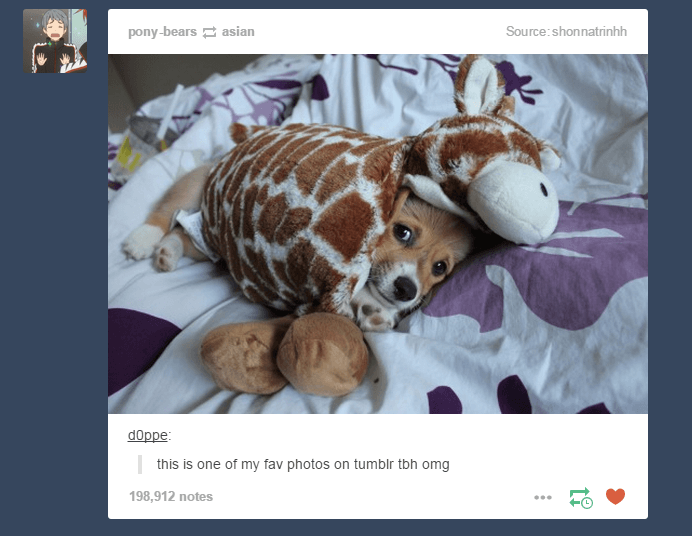 pony-bears asian Source: shonnatrinhh
d0ppe:
this is one of my fav photos on tumblr tbh omg
198,912 notes